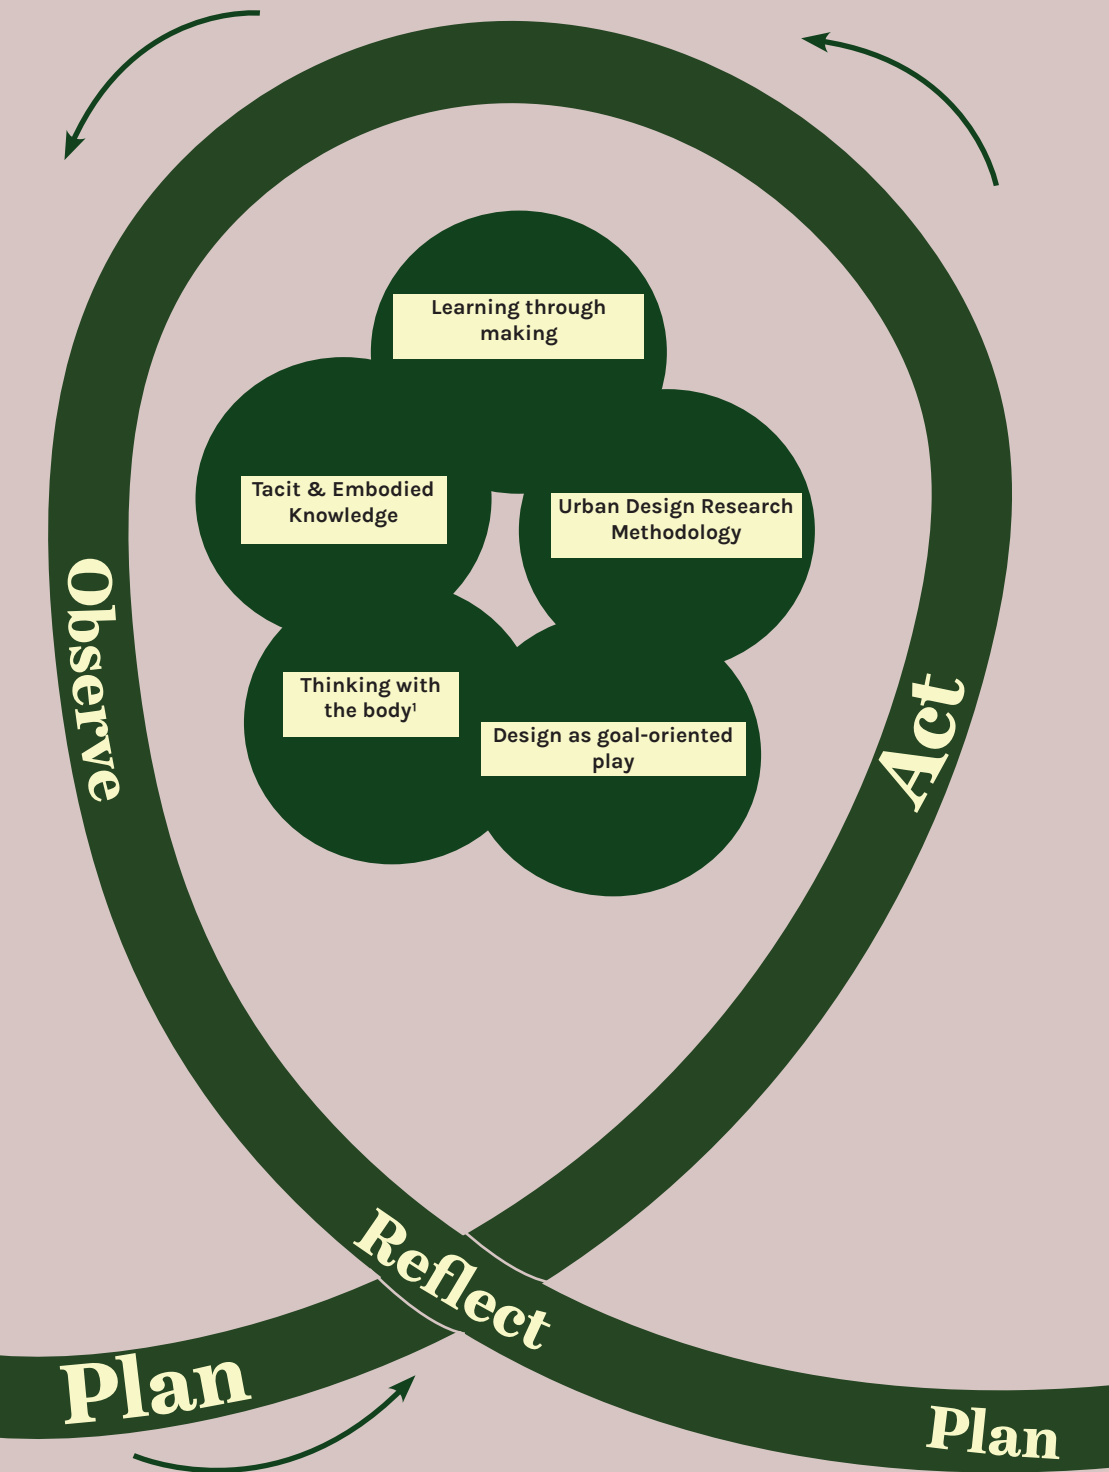 Learning through
making
Tacit & Embodied
Knowledge
Urban Design Research
Methodology
Thinking with
the body¹
Design as goal-oriented
play
Observe
Act
Reflect
Plan
Plan